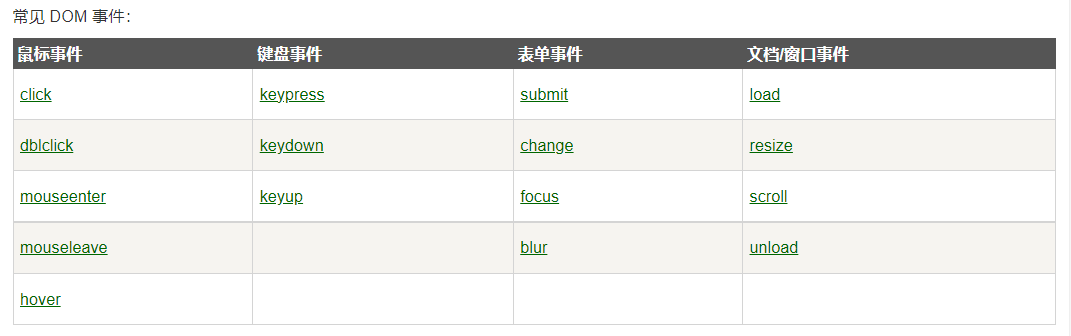 常见 DOM 事件：
鼠标事件 键盘事件 表单事件 文档/窗口事件
click keypress submit load
dblclick keydown change resize
mouseenter keyup focus scroll
mouseleave blur unload
hover